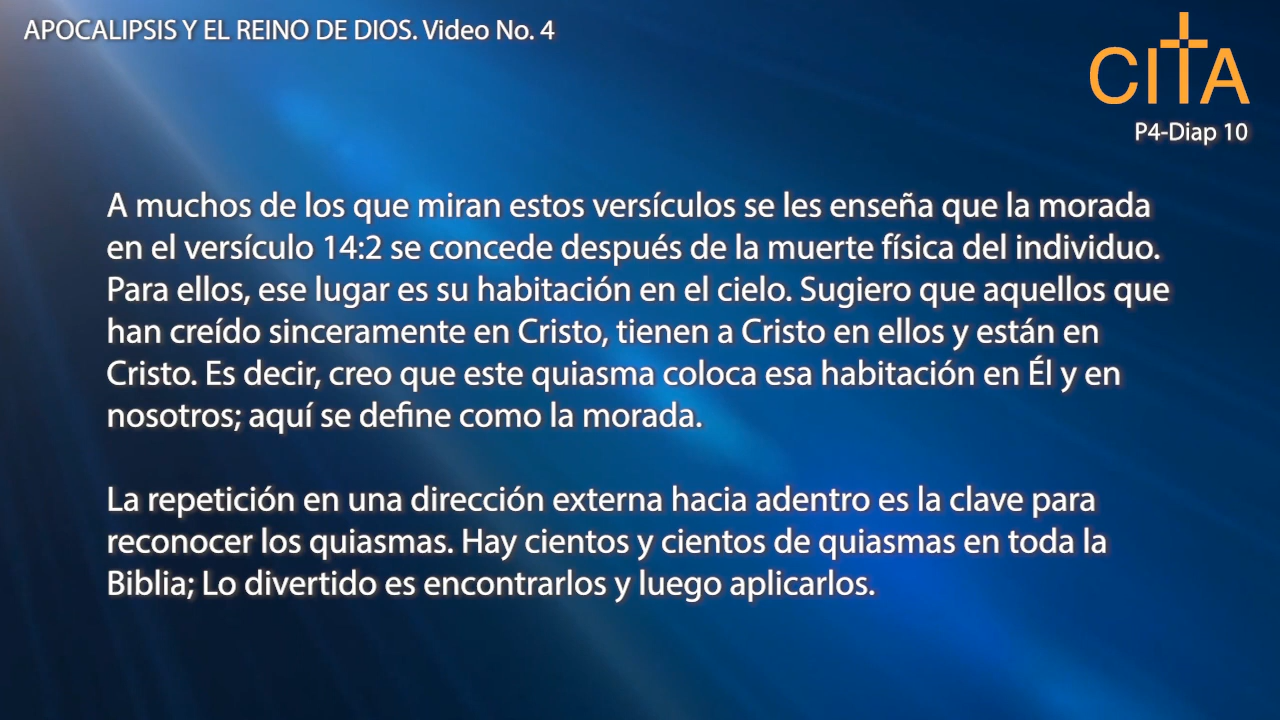 APOCALIPSIS Y EL REINO DE DIOS. Video No. 4
CITA
P4-Diap 10
A muchos de los que miran estos versículos se les enseña que la morada
en el versículo 14:2 se concede después de la muerte física del individuo.
Para ellos, ese lugar es su habitación en el cielo. Sugiero que aquellos que
han creído sinceramente en Cristo, tienen a Cristo en ellos y están en
Cristo. Es decir, creo que este quiasma coloca esa habitación en Él y en
nosotros; aquí se define como la morada.
La repetición en una dirección externa hacia adentro es la clave para
reconocer los quiasmas. Hay cientos y cientos de quiasmas en toda la
Biblia; Lo divertido es encontrarlos y luego aplicarlos.